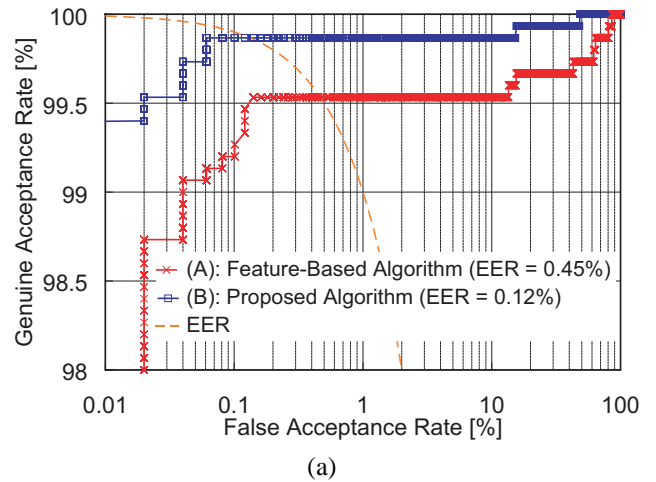 100
99.5
99
98.5
98
Genuine Acceptance Rate [%]
(A): Feature-Based Algorithm (EER = 0.45%)
(B): Proposed Algorithm (EER = 0.12%)
EER
0.01 0.1 1 10 100
False Acceptance Rate [%]
(a)